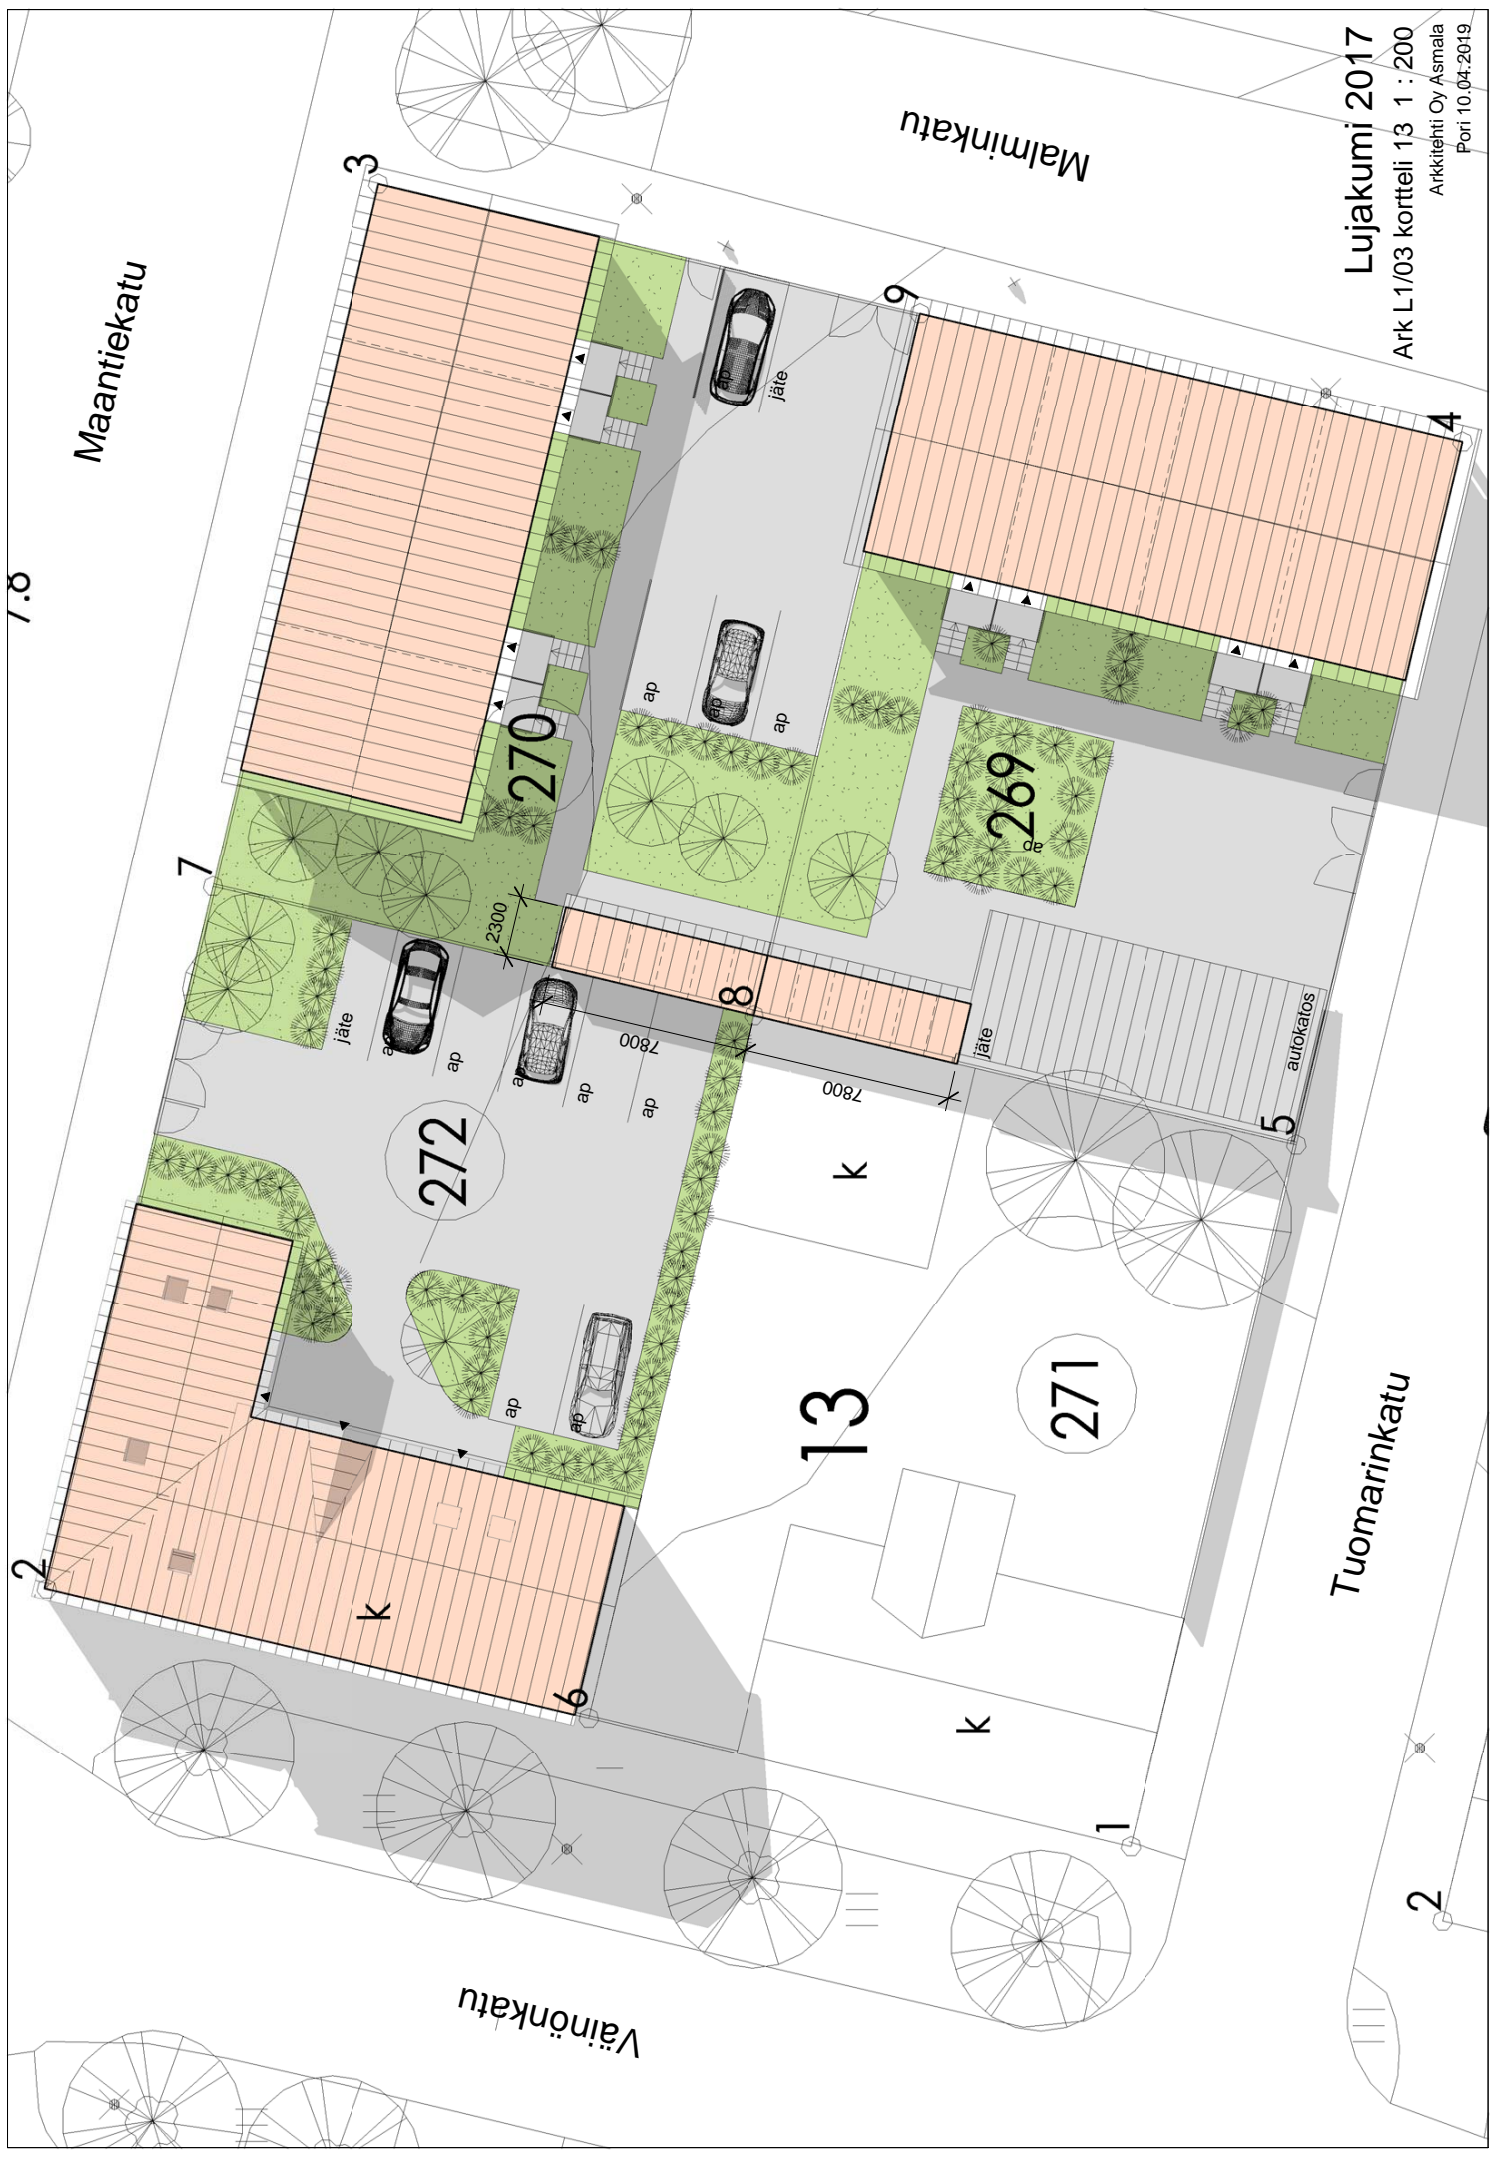 Lujakumi 2017
Ark L1/03 kortteli 13 1 : 200
Arkkitehti Oy Asmala
Pori 10.04.2019
Malminkatu
Maantiekatu
3
9
4
jäte
ap
ap
ap
ap
270
269
ap
7
2300
8
7800
7800
jäte
autokatos
5
jäte
ap
ap
ap
ap
ap
272
k
271
13
ap
ap
2
k
6
k
1
Tuomarinkatu
2
Väinönkatu